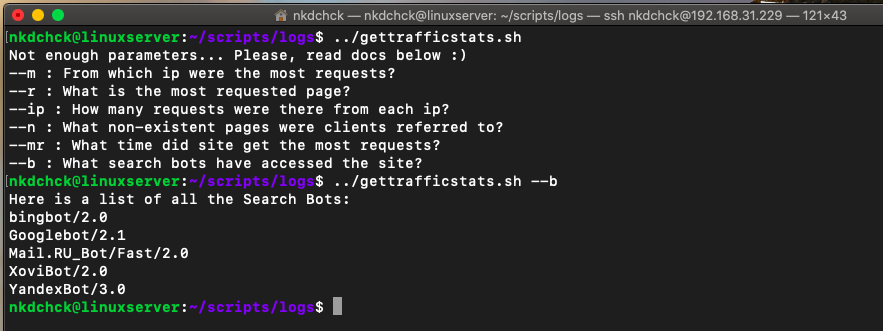 nkdchck — nkdchck@linuxserver: ~/scripts/logs — ssh nkdchck@192.168.31.229 — 121×43
[nkdchck@linuxserver:~/scripts/logs$ ../gettrafficstats.sh
Not enough parameters... Please, read docs below :)
--m : From which ip were the most requests?
--r : What is the most requested page?
--ip : How many requests were there from each ip?
--n : What non-existent pages were clients referred to?
--mr : What time did site get the most requests?
--b : What search bots have accessed the site?
[nkdchck@linuxserver:~/scripts/logs$ ../gettrafficstats.sh --b
Here is a list of all the Search Bots:
bingbot/2.0
Googlebot/2.1
Mail.RU_Bot/Fast/2.0
XoviBot/2.0
YandexBot/3.0
nkdchck@linuxserver:~/scripts/logs$